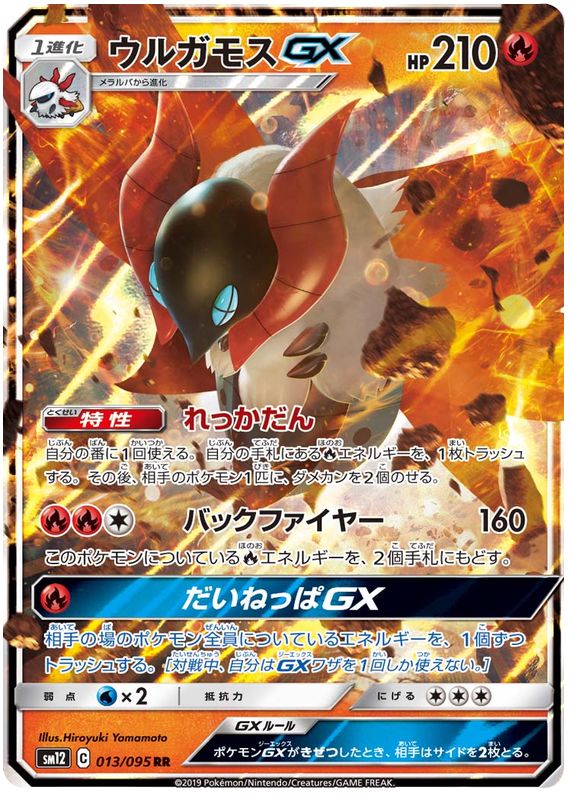 1進化 ウルガモスGX HP210
メラルバから進化
特性 れっかだん
自分の番に1回使える。自分の手札にある エネルギーを、1枚トラッシュ
する。その後、相手のポケモン1匹に、ダメカンを2個のせる。
バックファイヤー 160
このポケモンについている エネルギーを、2個手札にもどす。
だいねっぱGX
相手の場のポケモン全員についているエネルギーを、1個ずつ
トラッシュする。[対戦中、自分はGXワザを1回しか使えない。]
弱点 ×2 抵抗力 にげる
Illus.Hiroyuki Yamamoto
GXルール
ポケモンGXがきぜつしたとき、相手はサイドを2枚とる。
sm12 C 013/095 RR
©2019 Pokémon/Nintendo/Creatures/GAME FREAK.